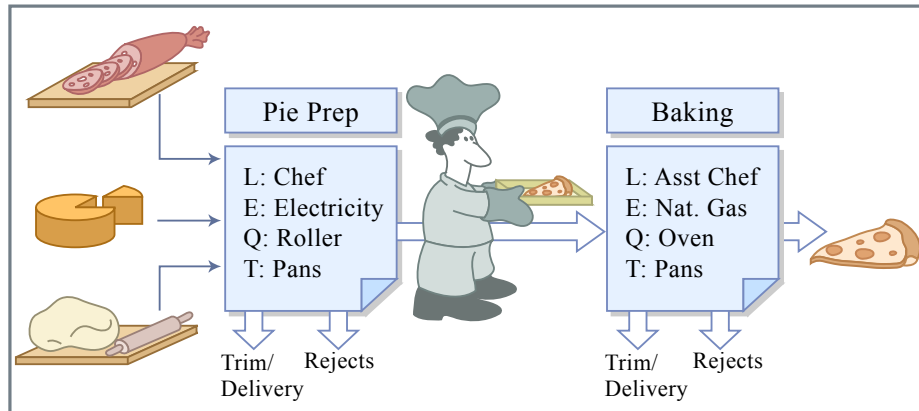 Pie Prep
L: Chef
E: Electricity
Q: Roller
T: Pans
Trim/
Delivery
Rejects
Baking
L: Asst Chef
E: Nat. Gas
Q: Oven
T: Pans
Trim/
Delivery
Rejects